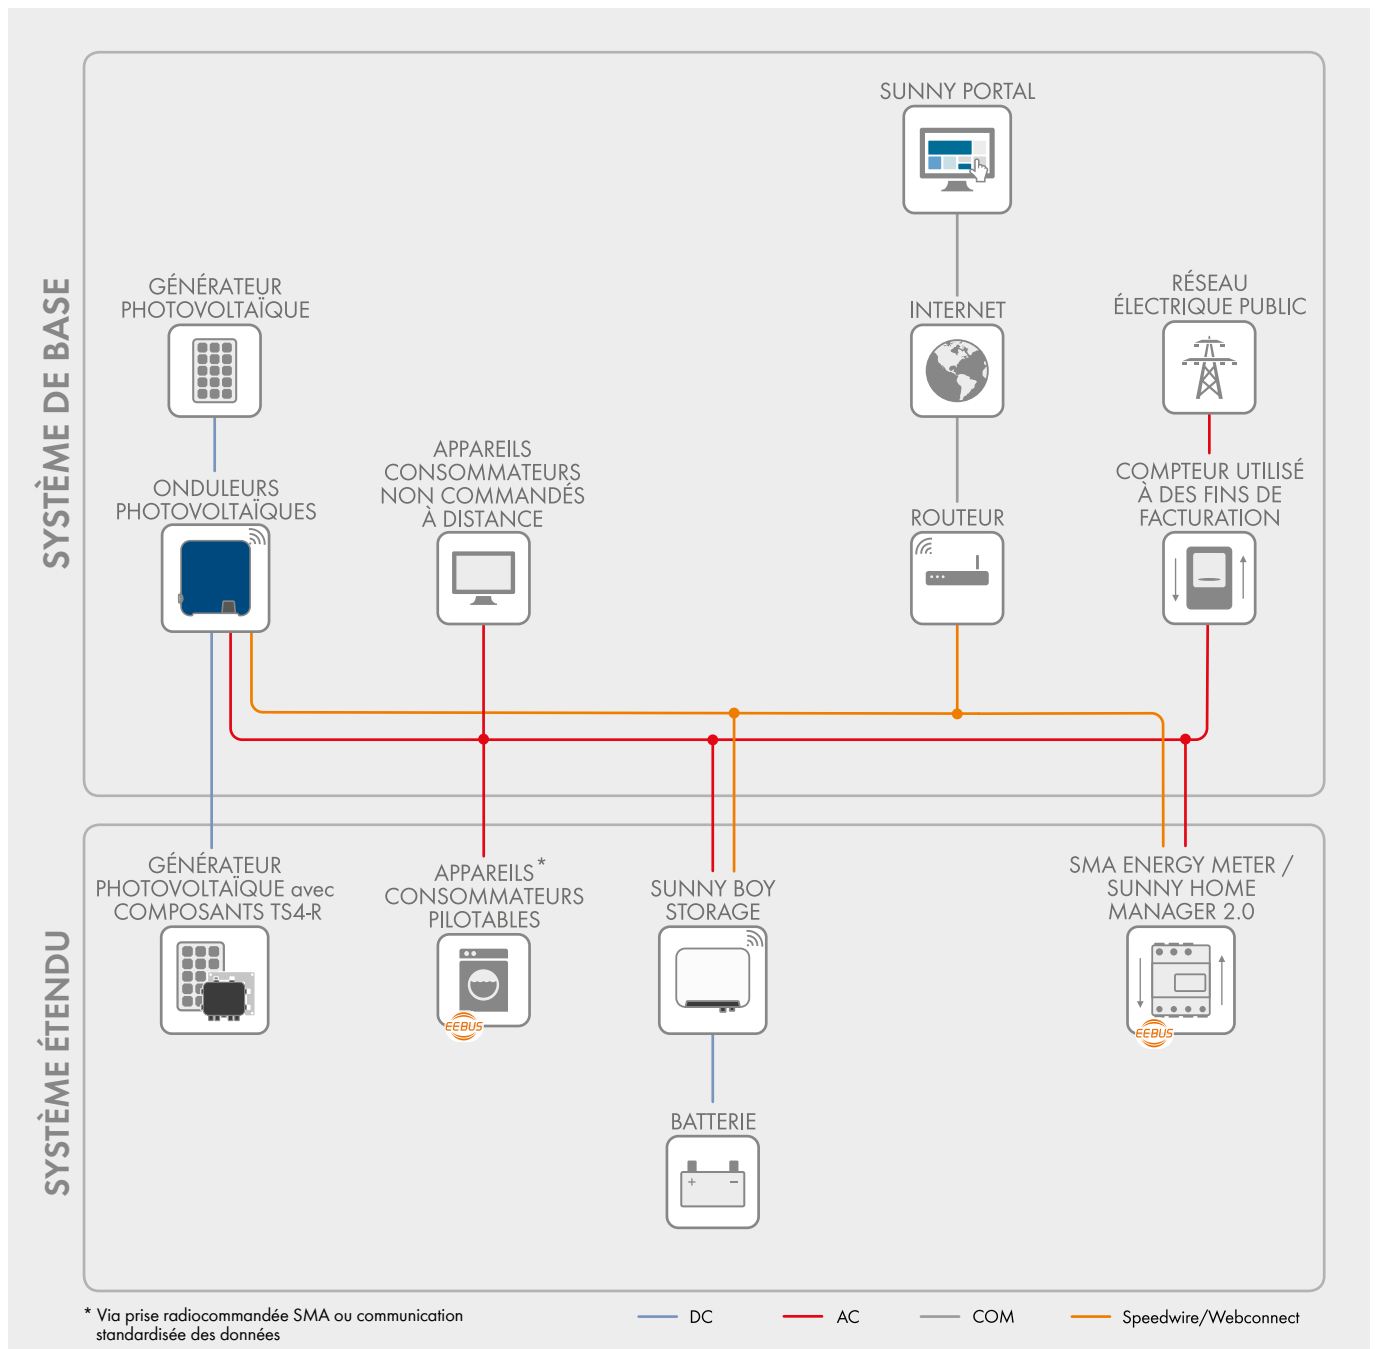 SYSTÈME DE BASE
SUNNY PORTAL
GÉNÉRATEUR
PHOTOVOLTAÏQUE
INTERNET
RÉSEAU
ÉLECTRIQUE PUBLIC
ONDULEURS
PHOTOVOLTAÏQUES
APPAREILS
CONSOMMATEURS
NON COMMANDÉS
À DISTANCE
ROUTEUR
COMPTEUR UTILISÉ
À DES FINS DE
FACTURATION
SYSTÈME ÉTENDU
GÉNÉRATEUR
PHOTOVOLTAÏQUE avec
COMPOSANTS TS4-R
APPAREILS *
CONSOMMATEURS
PILOTABLES
EEBUS
SUNNY BOY
STORAGE
SMA ENERGY METER /
SUNNY HOME
MANAGER 2.0
EEBUS
BATTERIE
+ −
* Via prise radiocommandée SMA ou communication
standardisée des données
DC
AC
COM
Speedwire/Webconnect